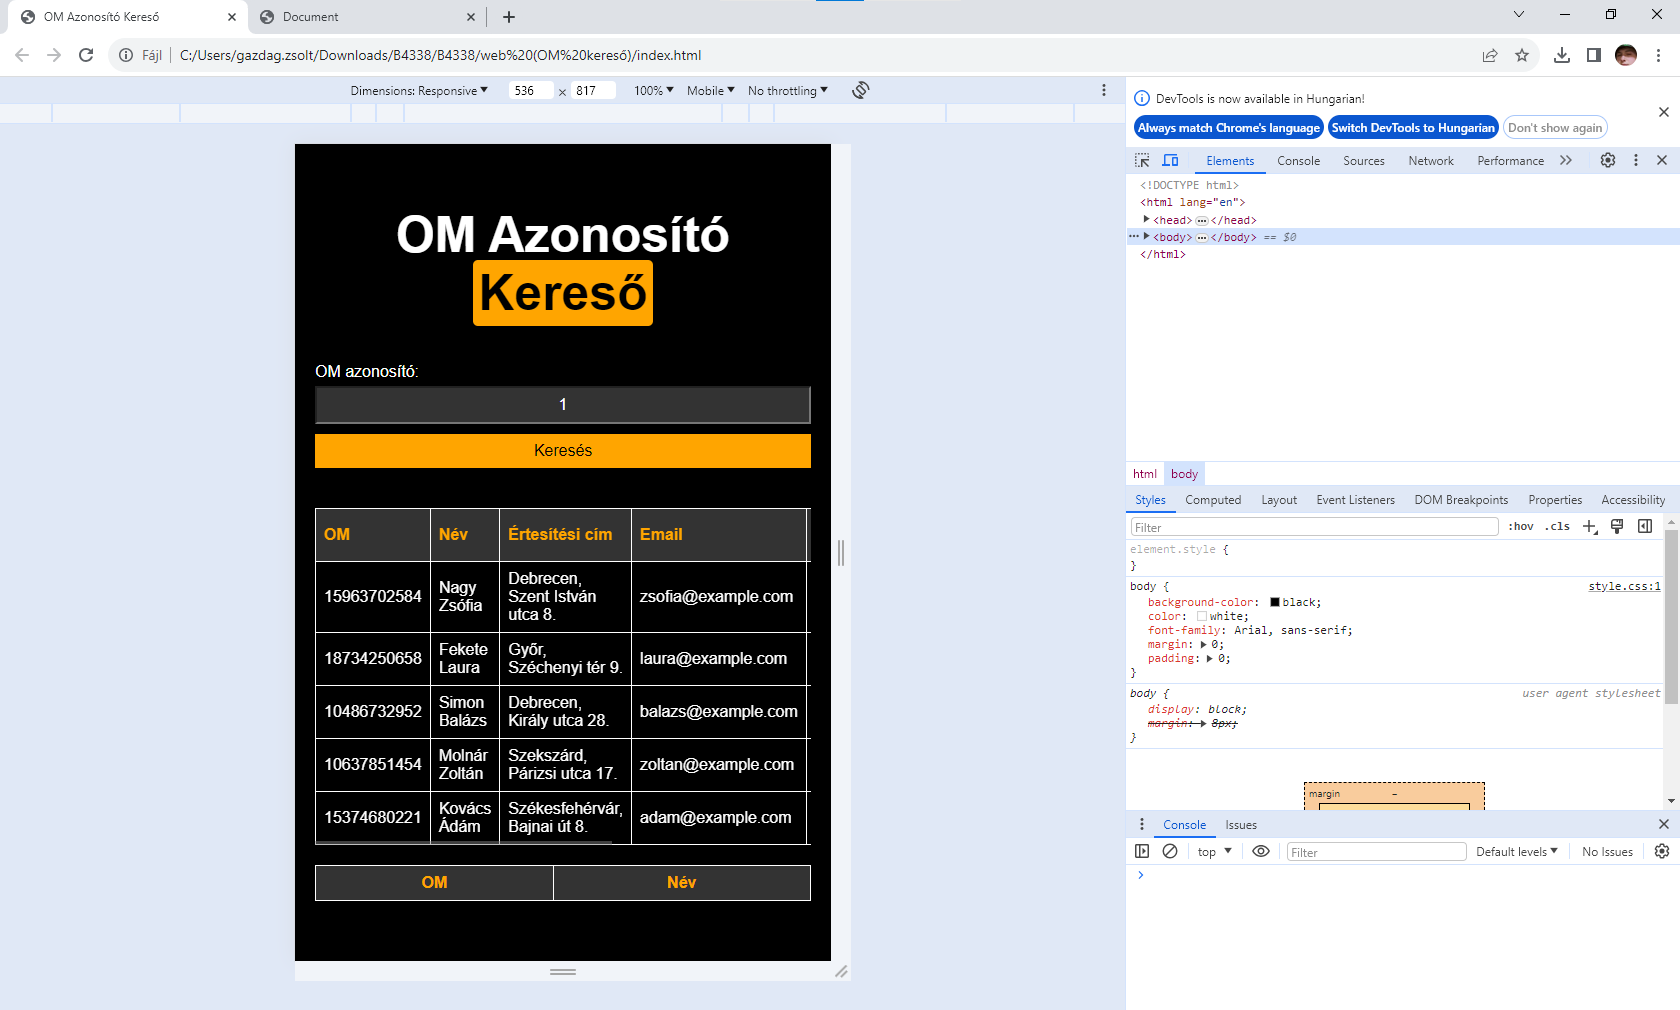 OM Azonosító Kereső
Document
Fájl
C:/Users/gazdag.zsolt/Downloads/B4338/B4338/web%20(OM%20kereső)/index.html
Dimensions: Responsive
536 × 817
100%
Mobile
No throttling
OM Azonosító
Kereső
OM azonosító:
1
Keresés
OM Név Értesítési cím Email
15963702584 Nagy Zsófia Debrecen, Szent István utca 8. zsofia@example.com
18734250658 Fekete Laura Győr, Széchenyi tér 9. laura@example.com
10486732952 Simon Balázs Debrecen, Király utca 28. balazs@example.com
10637851454 Molnár Zoltán Szekszárd, Párizsi utca 17. zoltan@example.com
15374680221 Kovács Ádám Székesfehérvár, Bajnai út 8. adam@example.com
OM Név
DevTools is now available in Hungarian!
Always match Chrome's language Switch DevTools to Hungarian Don't show again
Elements Console Sources Network Performance
<!DOCTYPE html>
<html lang="en">
<head> … </head>
<body> … </body> == $0
</html>
html body
Styles Computed Layout Event Listeners DOM Breakpoints Properties Accessibility
Filter :hov .cls
element.style {
}
body { style.css:1
background-color: black;
color: white;
font-family: Arial, sans-serif;
margin: 0;
padding: 0;
}
body { user agent stylesheet
display: block;
margin: 8px;
}
margin -
Console Issues
top Filter Default levels No Issues